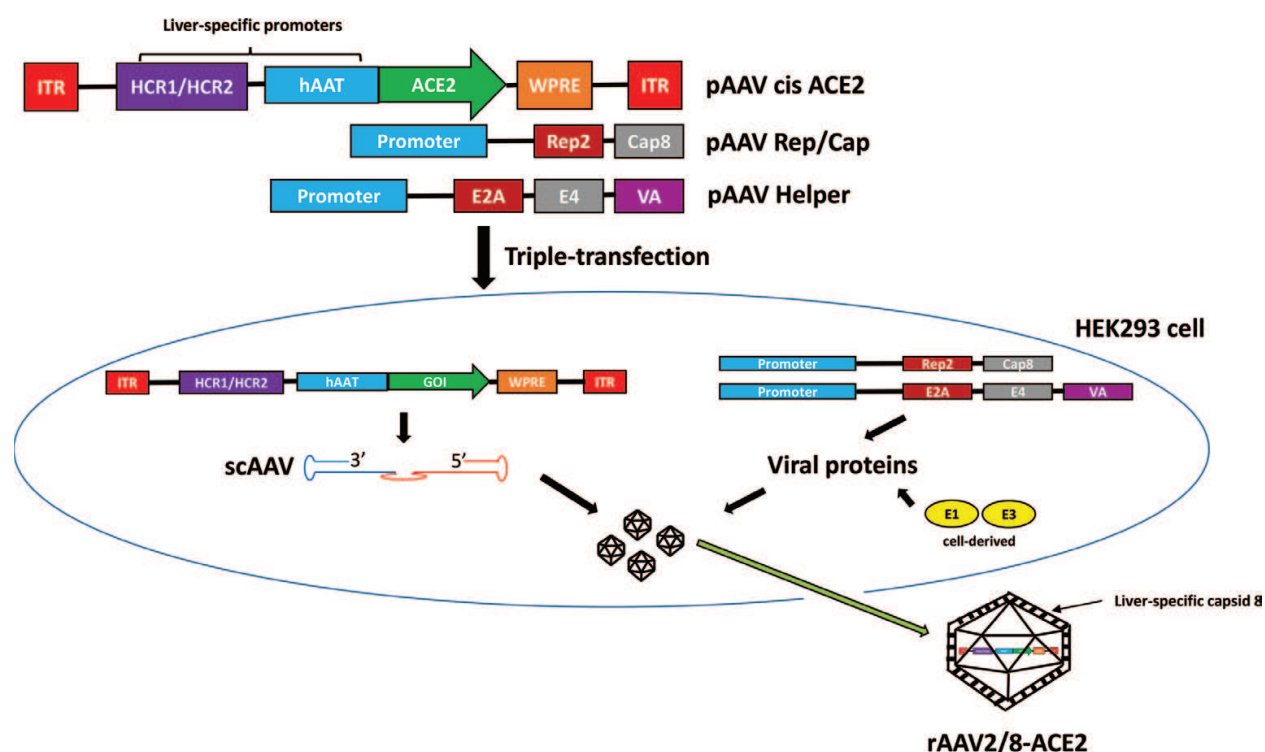 Liver-specific promoters
ITR HCR1/HCR2 hAAT ACE2 WPRE ITR pAAV cis ACE2
Promoter Rep2 Cap8 pAAV Rep/Cap
Promoter E2A E4 VA pAAV Helper
Triple-transfection
HEK293 cell
ITR HCR1/HCR2 hAAT GOI WPRE ITR
Promoter Rep2 Cap8
Promoter E2A E4 VA
scAAV 3’ 5’
Viral proteins
E1 E3
cell-derived
Liver-specific capsid 8
rAAV2/8-ACE2